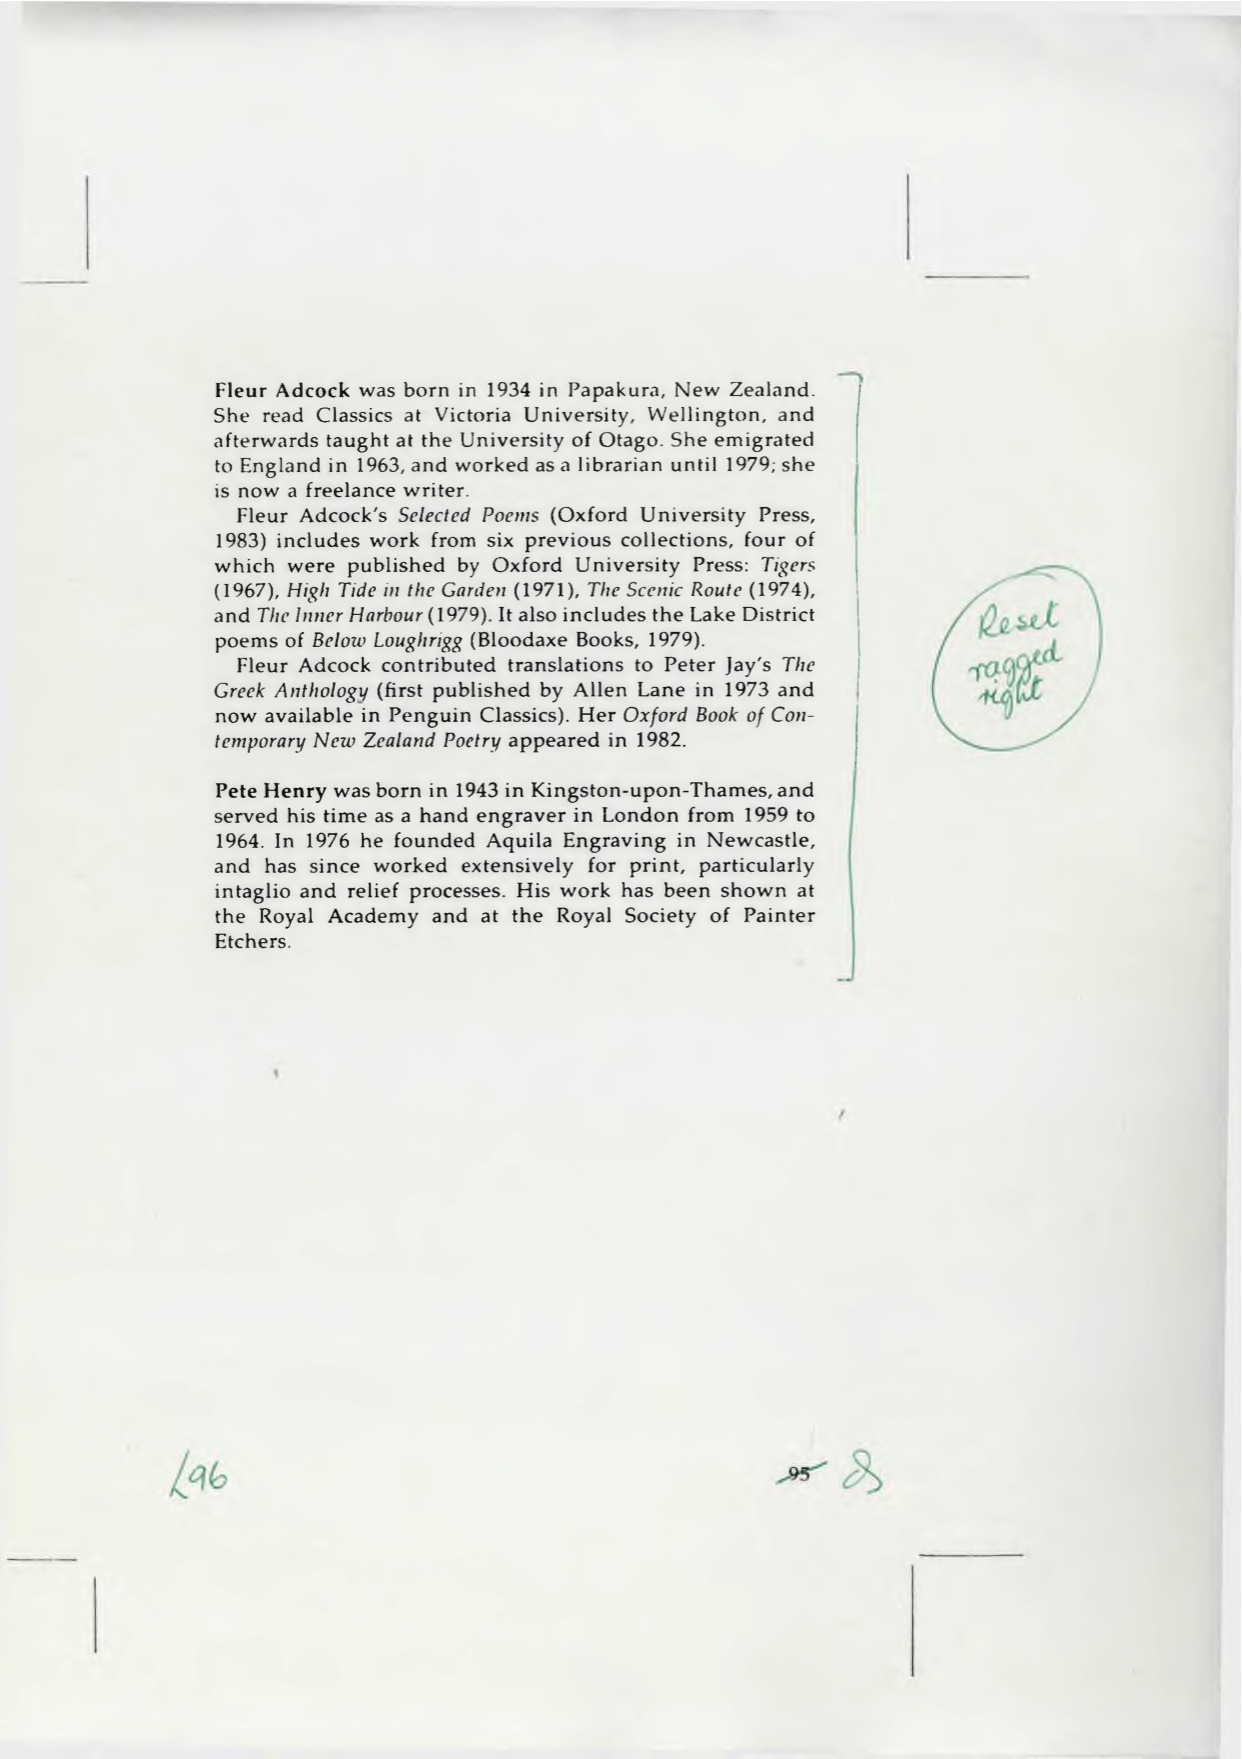 Fleur Adcock was born in 1934 in Papakura, New Zealand.
She read Classics at Victoria University, Wellington, and
afterwards taught at the University of Otago. She emigrated
to England in 1963, and worked as a librarian until 1979; she
is now a freelance writer.
Fleur Adcock's Selected Poems (Oxford University Press,
1983) includes work from six previous collections, four of
which were published by Oxford University Press: Tigers
(1967), High Tide in the Garden (1971), The Scenic Route (1974),
and The Inner Harbour (1979). It also includes the Lake District
poems of Below Loughrigg (Bloodaxe Books, 1979).
Fleur Adcock contributed translations to Peter Jay's The
Greek Anthology (first published by Allen Lane in 1973 and
now available in Penguin Classics). Her Oxford Book of Con-
temporary New Zealand Poetry appeared in 1982.
Pete Henry was born in 1943 in Kingston-upon-Thames, and
served his time as a hand engraver in London from 1959 to
1964. In 1976 he founded Aquila Engraving in Newcastle,
and has since worked extensively for print, particularly
intaglio and relief processes. His work has been shown at
the Royal Academy and at the Royal Society of Painter
Etchers.
Reset
ragged
right
96
95